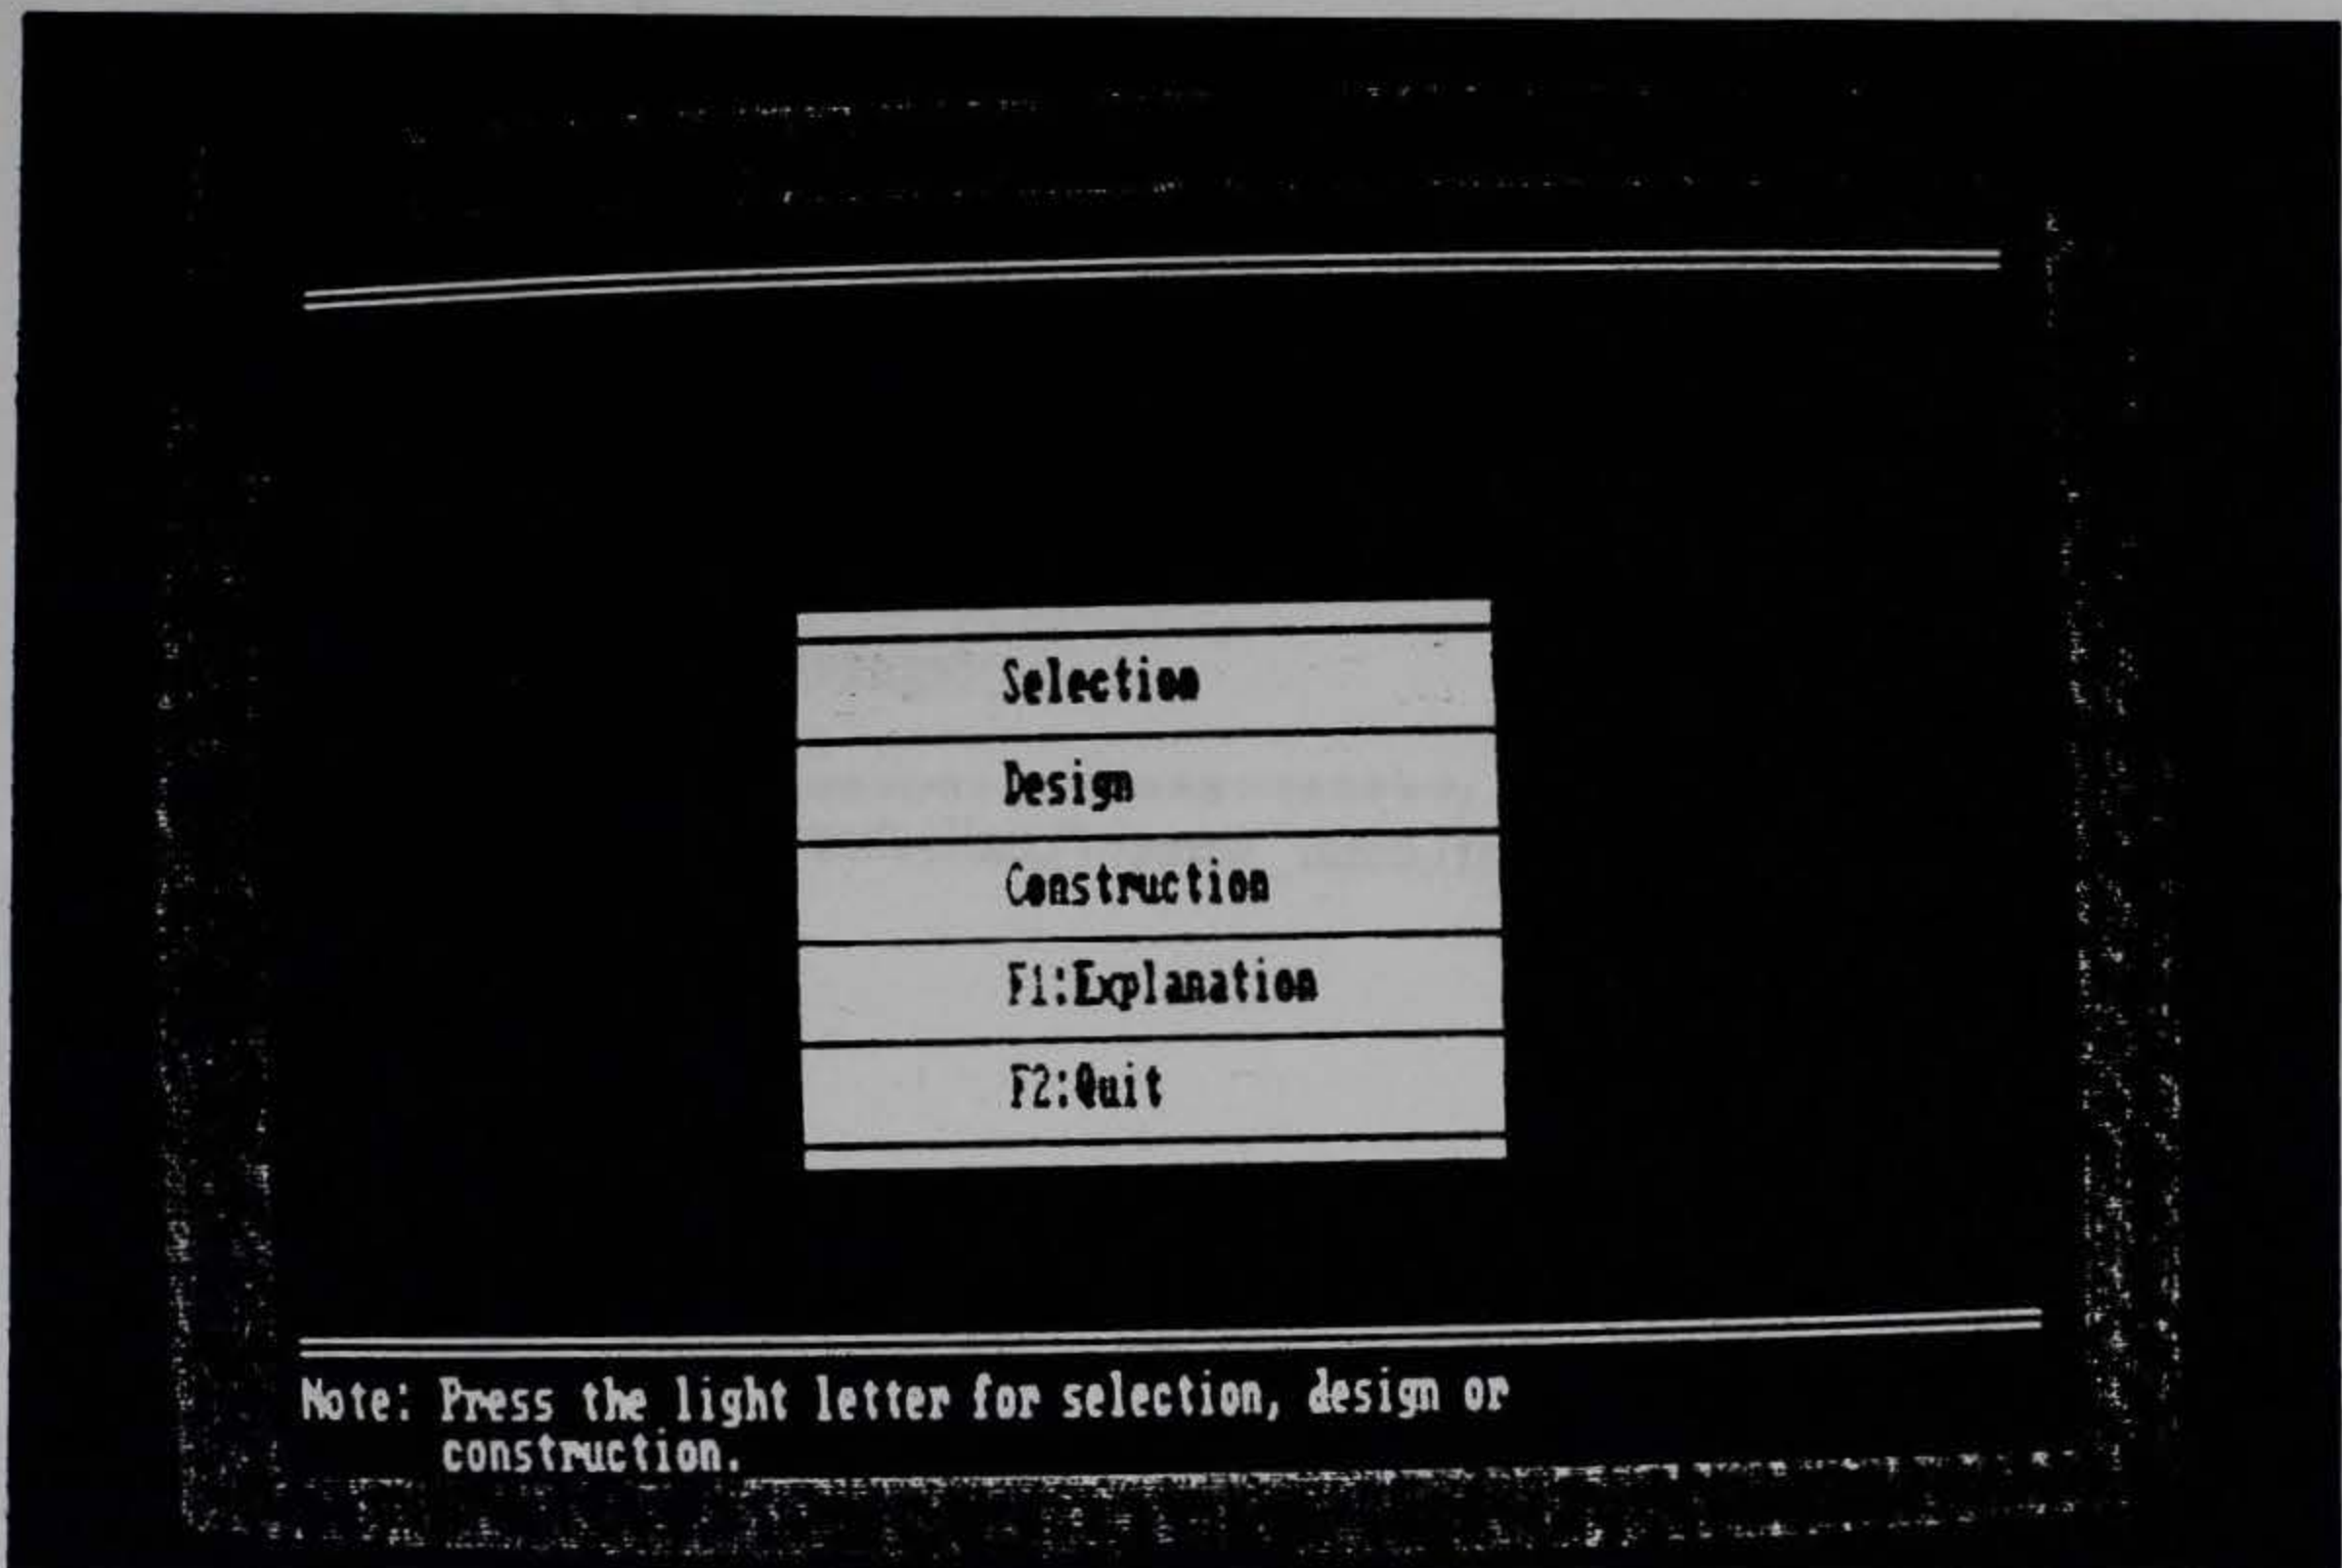 Selection
Design
Construction
F1:Explanation
F2:Quit
Note: Press the light letter for selection, design or
construction.